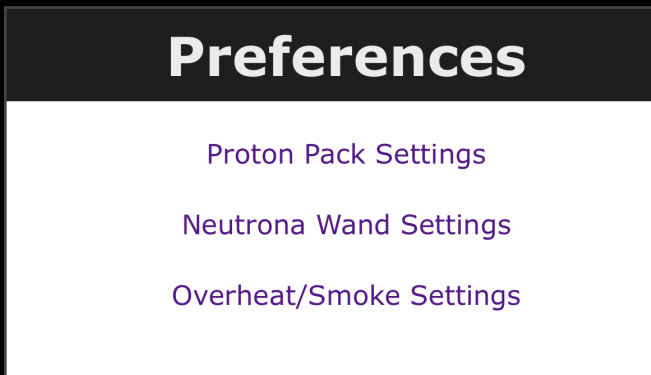 Preferences
Proton Pack Settings
Neutrona Wand Settings
Overheat/Smoke Settings